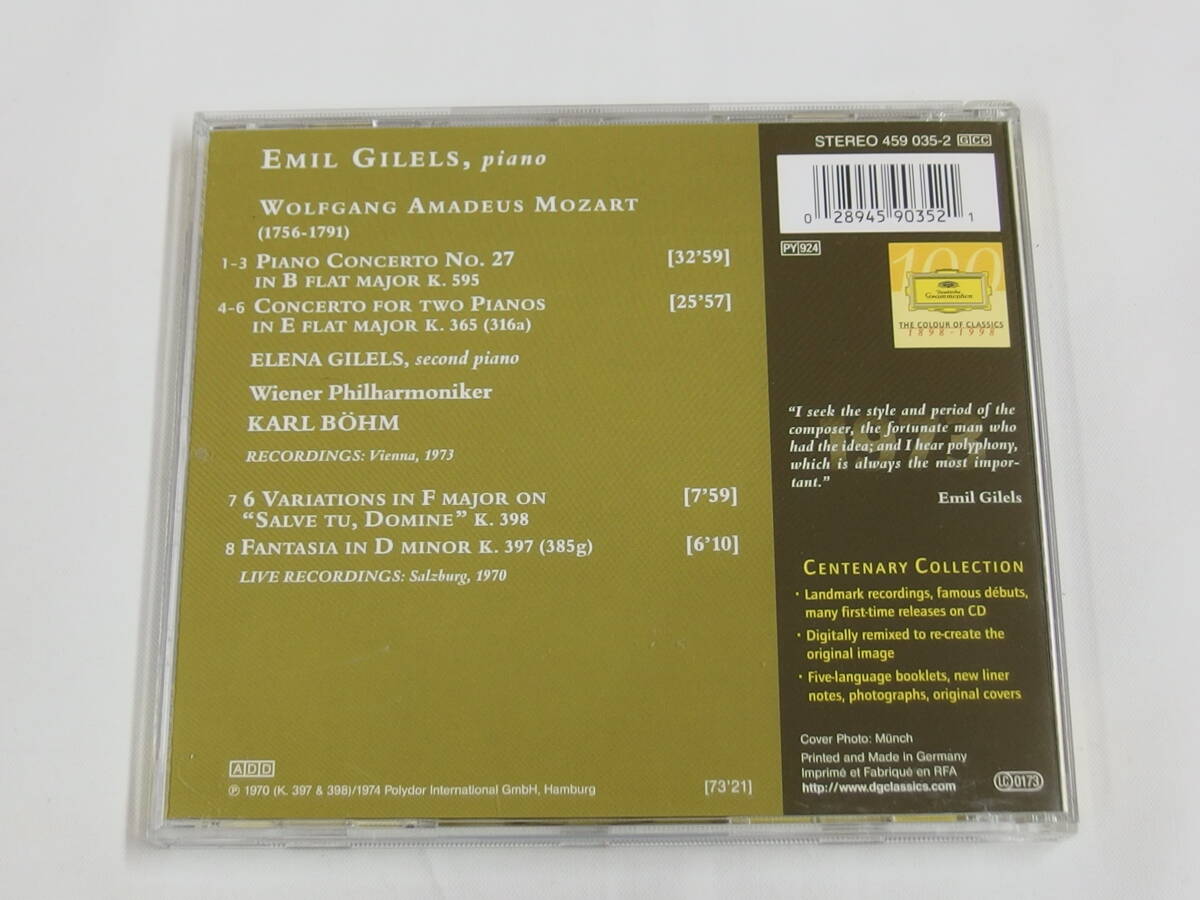 EMIL GILELS, piano
WOLFGANG AMADEUS MOZART
(1756-1791)
1-3 PIANO CONCERTO NO. 27 [32'59]
IN B FLAT MAJOR K. 595
4-6 CONCERTO FOR TWO PIANOS [25'57]
IN E FLAT MAJOR K. 365 (316a)
ELENA GILELS, second piano
Wiener Philharmoniker
KARL BÖHM
RECORDINGS: Vienna, 1973
7 6 VARIATIONS IN F MAJOR ON [7'59]
“SALVE TU, DOMINE” K. 398
8 FANTASIA IN D MINOR K. 397 (385g) [6'10]
LIVE RECORDINGS: Salzburg, 1970
ADD
℗ 1970 (K. 397 & 398)/1974 Polydor International GmbH, Hamburg [73'21]
STEREO 459 035-2 GCC
0 28945 90352 1
PY 924
100
Deutsche
Grammophon
THE COLOUR OF CLASSICS
1898-1998
1973
“I seek the style and period of the
composer, the fortunate man who
had the idea; and I hear polyphony,
which is always the most impor-
tant.”
Emil Gilels
CENTENARY COLLECTION
• Landmark recordings, famous débuts,
many first-time releases on CD
• Digitally remixed to re-create the
original image
• Five-language booklets, new liner
notes, photographs, original covers
Cover Photo: Münch
Printed and Made in Germany
Imprimé et Fabriqué en RFA
http://www.dgclassics.com
LC 0173